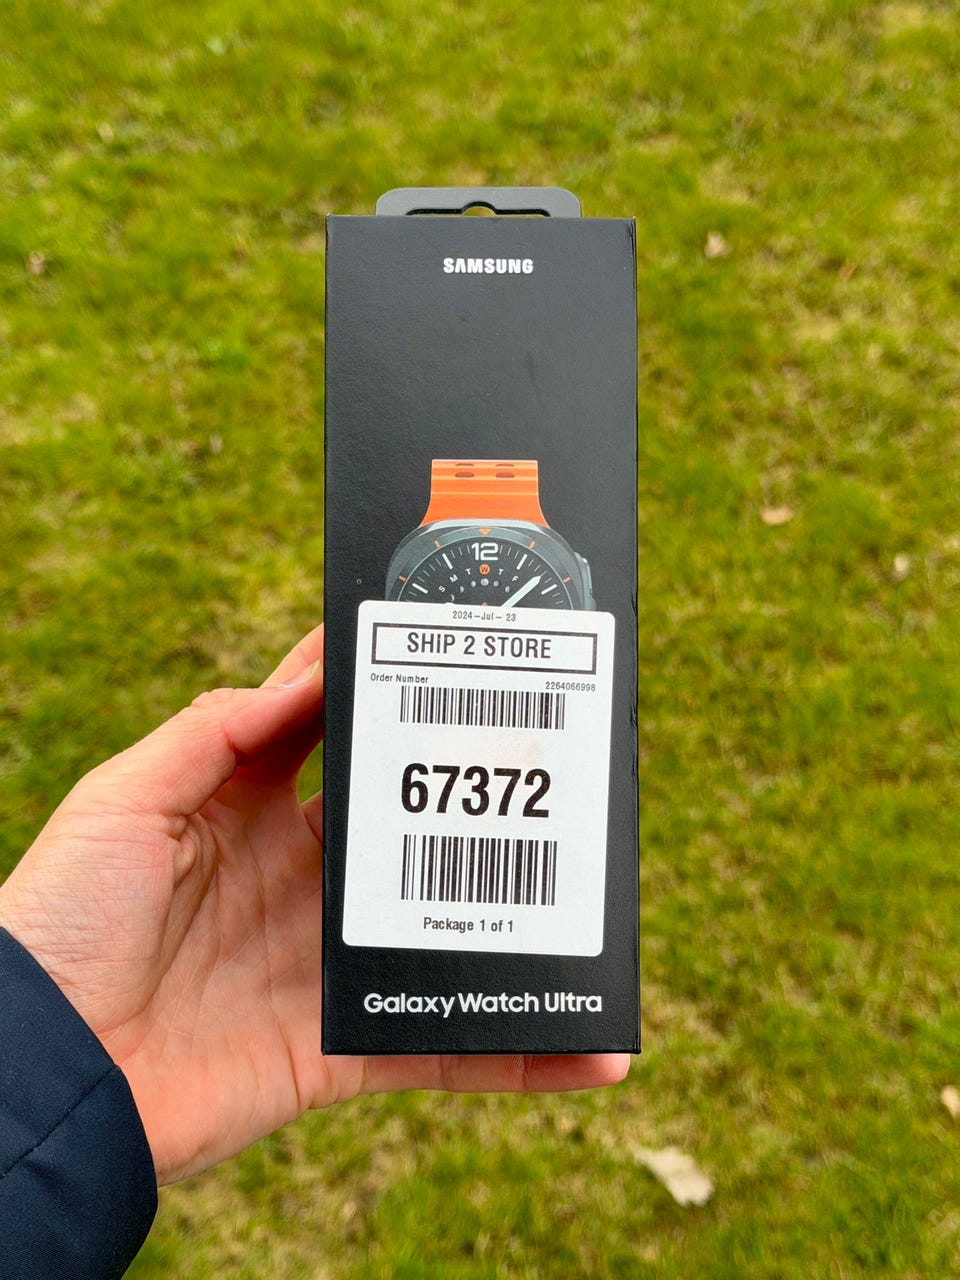 SAMSUNG
12
S M T W T F
2024-Jul-23
SHIP 2 STORE
Order Number 2264066998
67372
Package 1 of 1
Galaxy Watch Ultra